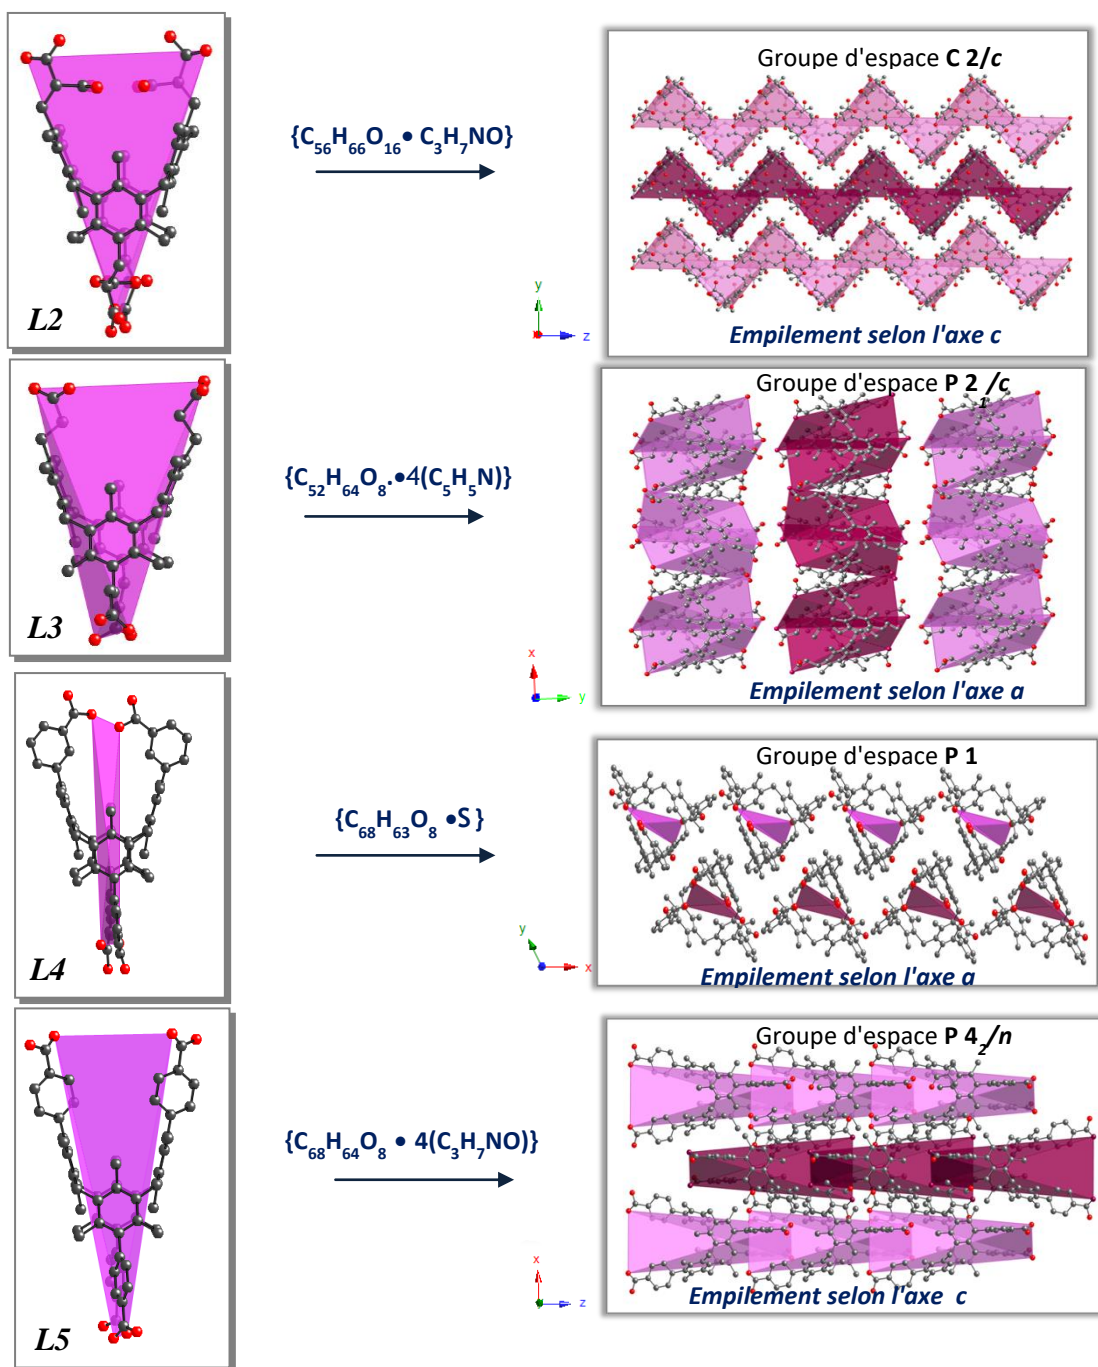 L2
{C56H66O16• C3H7NO}
y
x
z
Groupe d'espace C 2/c
Empilement selon l'axe c
L3
{C52H64O8.•4(C5H5N)}
x
y
Groupe d'espace P 21/c
Empilement selon l'axe a
L4
{C68H63O8 •S }
y
x
Groupe d'espace P 1
Empilement selon l'axe a
L5
{C68H64O8 • 4(C3H7NO)}
x
z
Groupe d'espace P 42/n
Empilement selon l'axe c